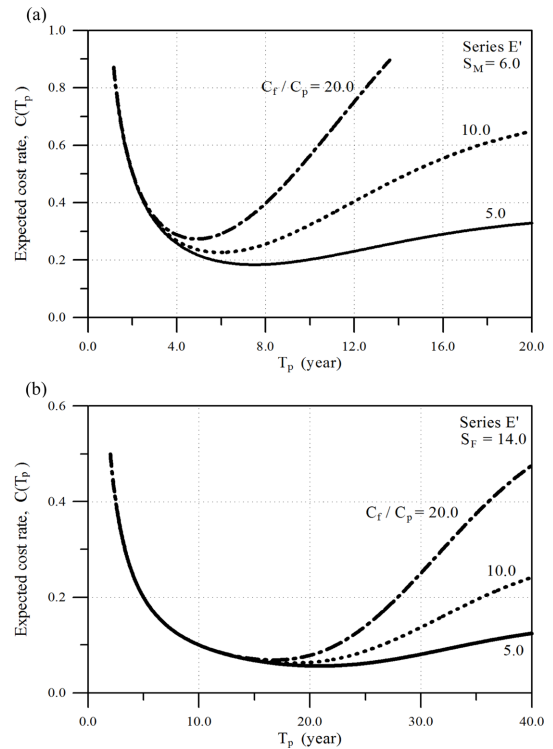 (a)
Expected cost rate, C(Tp)
1.0
0.8
0.6
0.4
0.2
0.0
Series E'
SM = 6.0
Cf / Cp = 20.0
10.0
5.0
0.0 4.0 8.0 12.0 16.0 20.0
Tp (year)
(b)
Expected cost rate, C(Tp)
0.6
0.4
0.2
0.0
Series E'
SF = 14.0
Cf / Cp = 20.0
10.0
5.0
0.0 10.0 20.0 30.0 40.0
Tp (year)